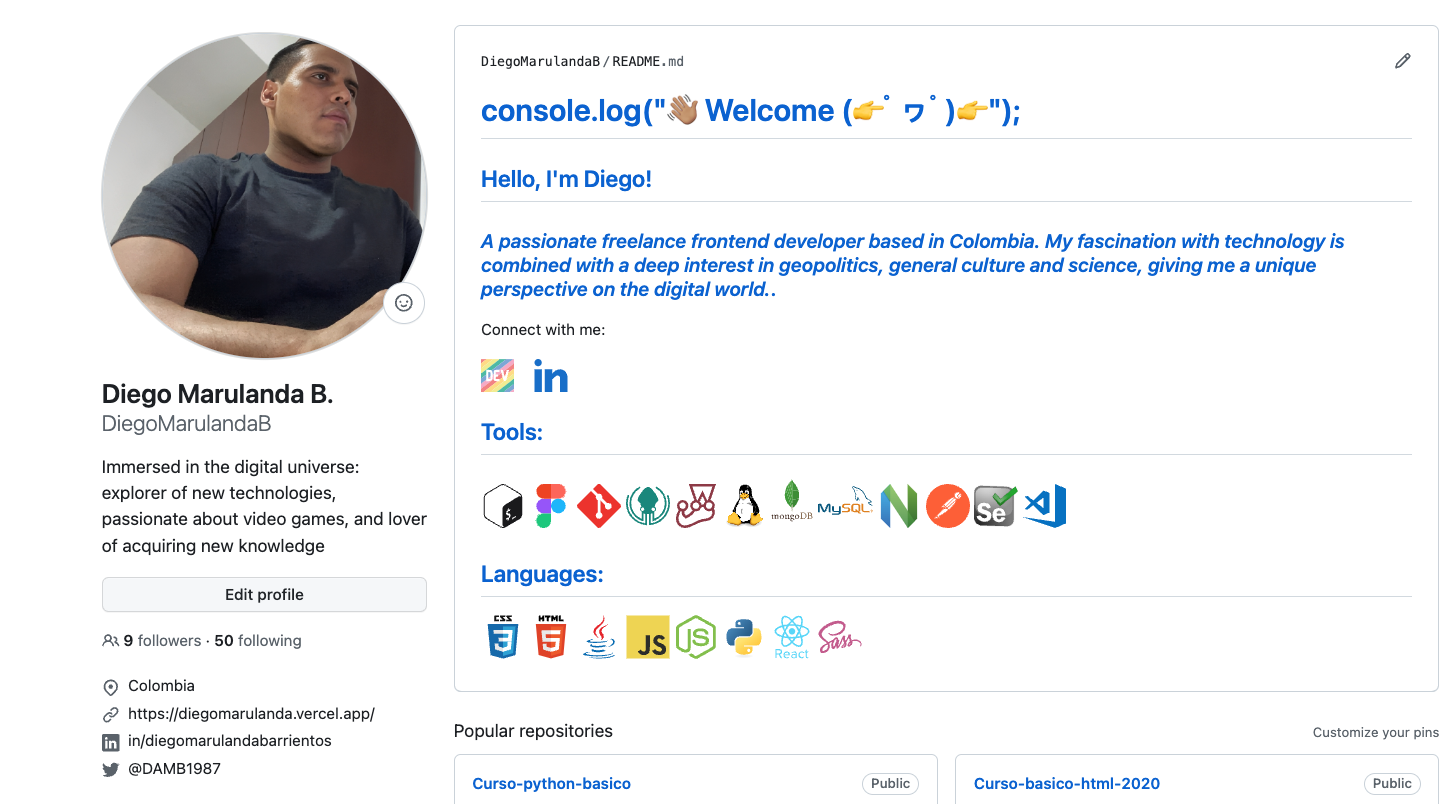 DiegoMarulandaB/README.md
console.log("👋🏽 Welcome (👉ﾟヮﾟ)👉");
Hello, I'm Diego!
A passionate freelance frontend developer based in Colombia. My fascination with technology is
combined with a deep interest in geopolitics, general culture and science, giving me a unique
perspective on the digital world..
Connect with me:
DEV in
Tools:
$_ mongoDB MySQL Se
Languages:
CSS 3 HTML 5 JS JS React Sass
Diego Marulanda B.
DiegoMarulandaB
Immersed in the digital universe:
explorer of new technologies,
passionate about video games, and lover
of acquiring new knowledge
Edit profile
9 followers · 50 following
Colombia
https://diegomarulanda.vercel.app/
in in/diegomarulandabarrientos
@DAMB1987
Popular repositories
Customize your pins
Curso-python-basico Public
Curso-basico-html-2020 Public